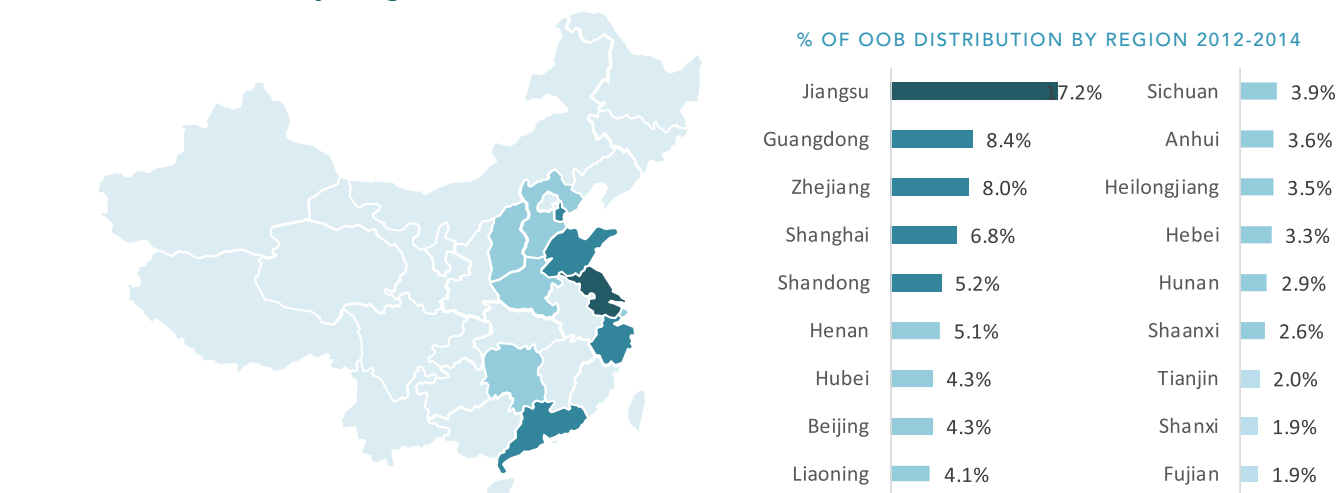 % OF OOB DISTRIBUTION BY REGION 2012-2014
Jiangsu 17.2%
Guangdong 8.4%
Zhejiang 8.0%
Shanghai 6.8%
Shandong 5.2%
Henan 5.1%
Hubei 4.3%
Beijing 4.3%
Liaoning 4.1%
Sichuan 3.9%
Anhui 3.6%
Heilongjiang 3.5%
Hebei 3.3%
Hunan 2.9%
Shaanxi 2.6%
Tianjin 2.0%
Shanxi 1.9%
Fujian 1.9%